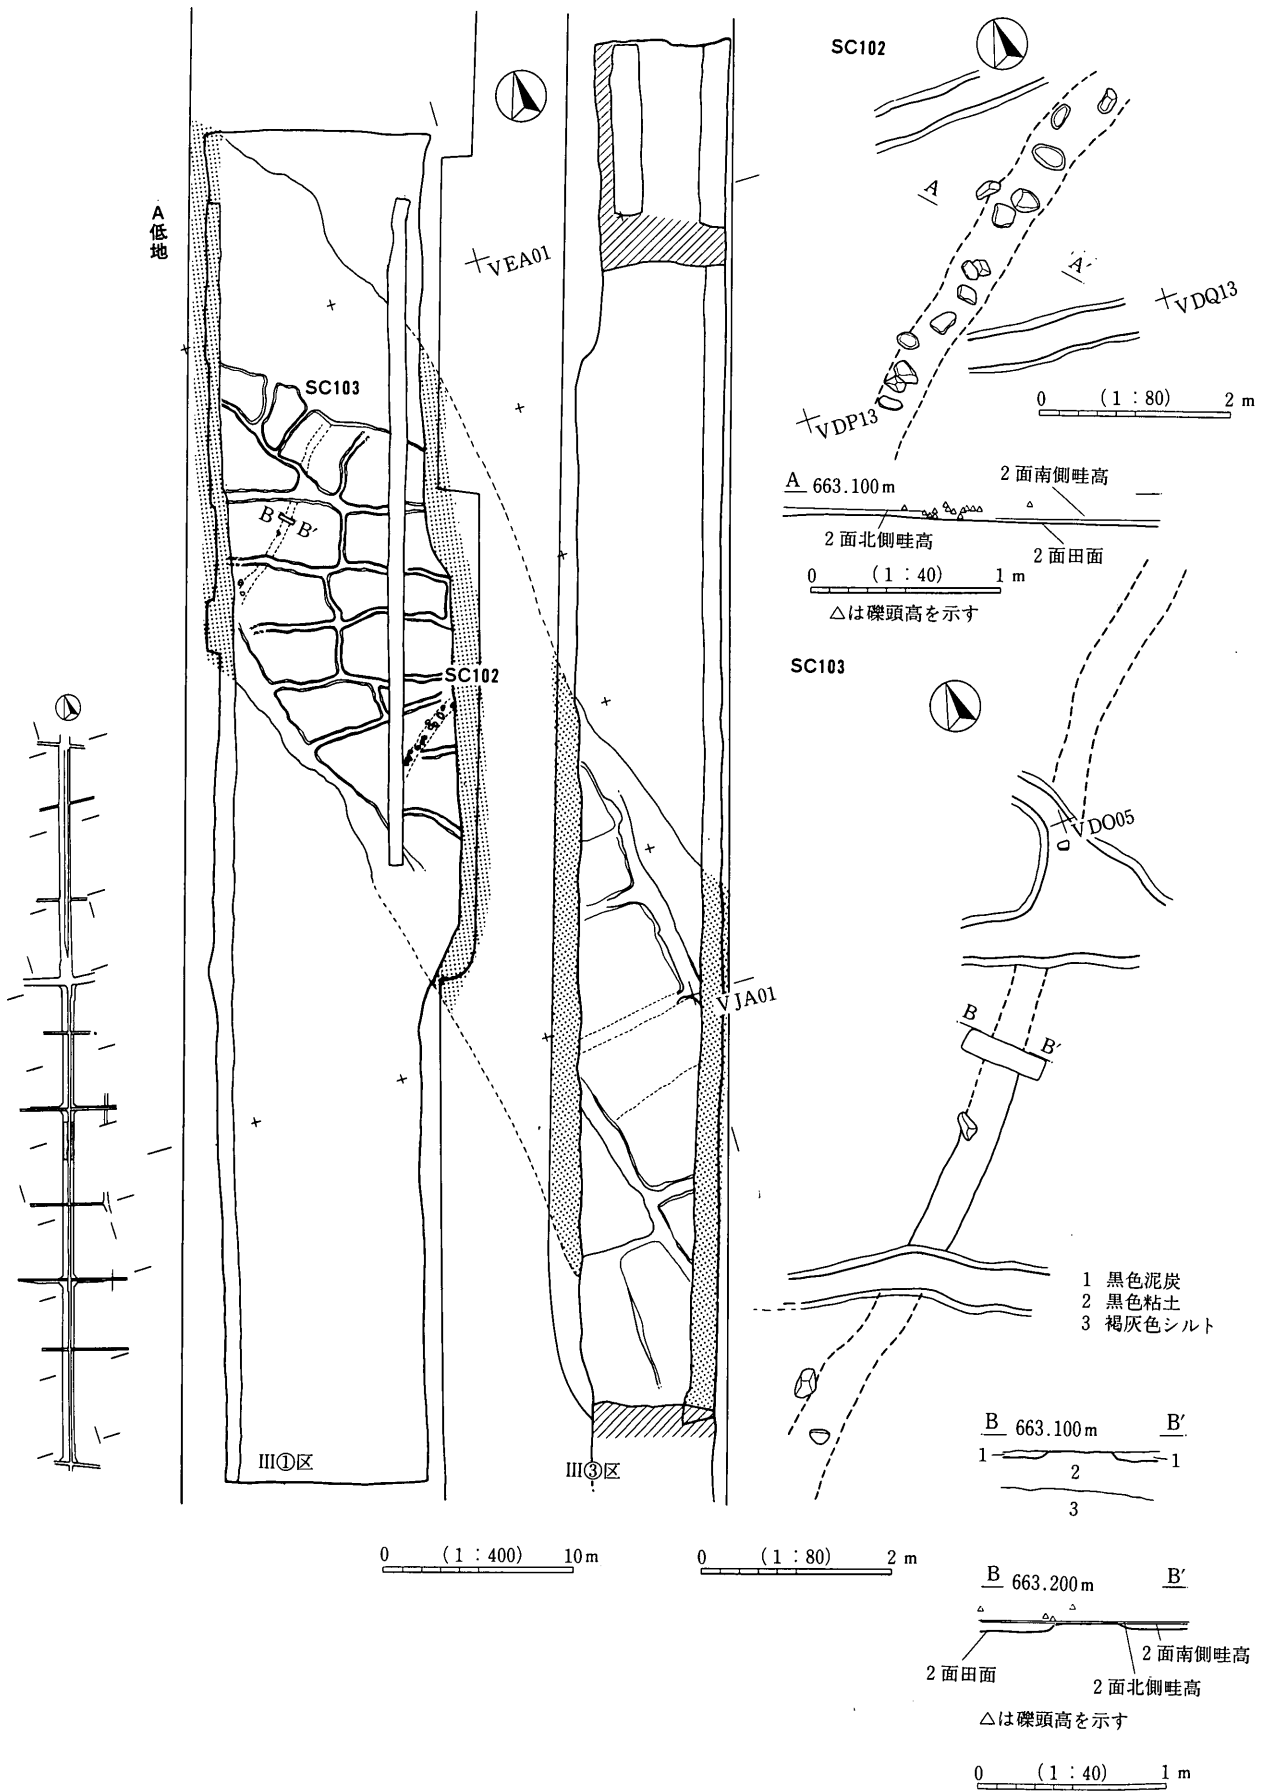 A低地
VEA01
SC103
B
B′
SC102
VJA01
III①区
III③区
0 (1：400) 10m
0 (1：80) 2 m
SC102
A
A′
VDQ13
VDP13
0 (1：80) 2 m
A 663.100m
2面南側畦高
2面北側畦高
2面田面
0 (1：40) 1 m
△は礫頭高を示す
SC103
VDO05
B
B′
1 黒色泥炭
2 黒色粘土
3 褐灰色シルト
B 663.100m B′
1
1
2
3
B 663.200m B′
2面南側畦高
2面田面
2面北側畦高
△は礫頭高を示す
0 (1：40) 1 m